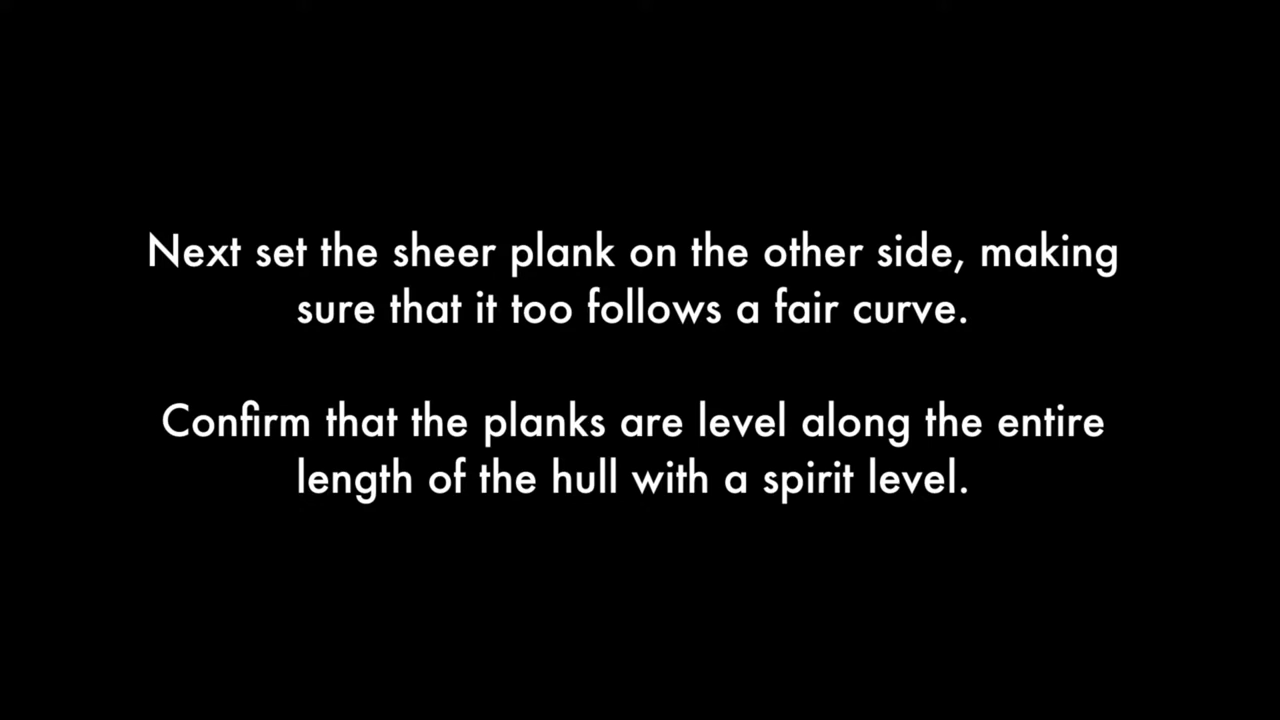 Next set the sheer plank on the other side, making
sure that it too follows a fair curve.
Confirm that the planks are level along the entire
length of the hull with a spirit level.